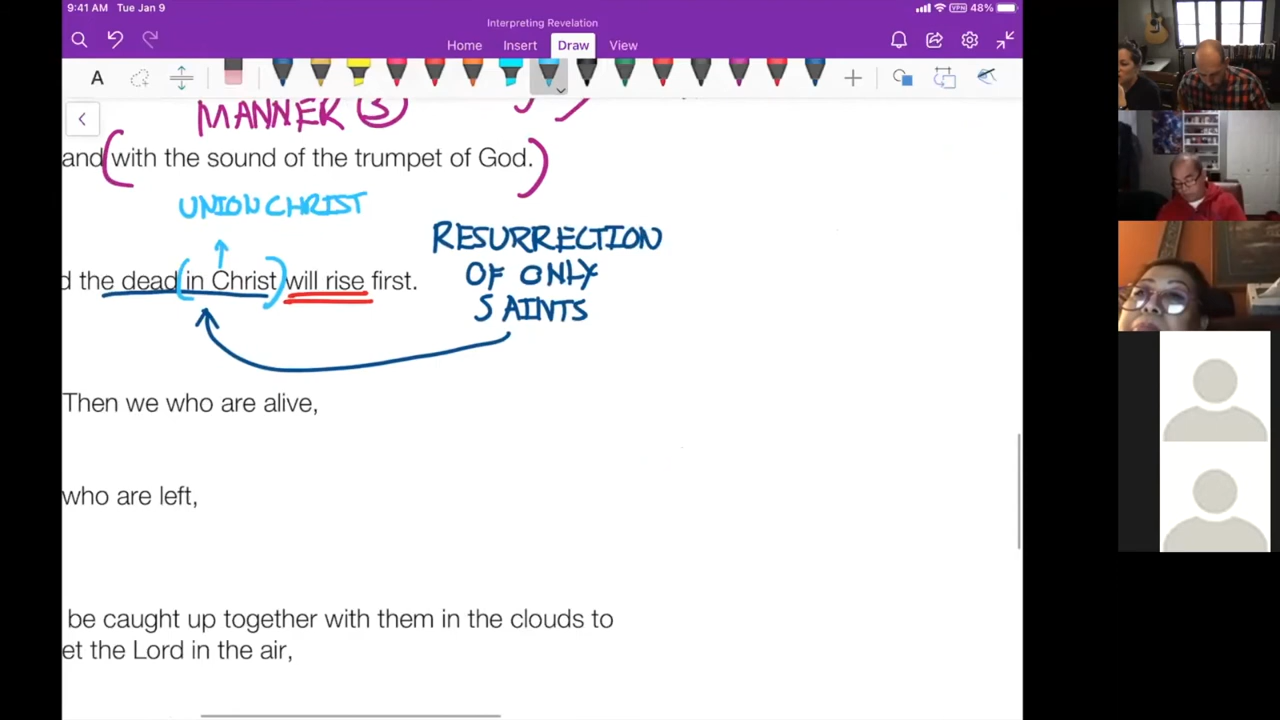 9:41 AM Tue Jan 9
VPN 48%
Interpreting Revelation
Home Insert Draw View
A
MANNER (3)
and (with the sound of the trumpet of God.)
UNION CHRIST
RESURRECTION
OF ONLY
SAINTS
d the dead (in Christ) will rise first.
Then we who are alive,
who are left,
be caught up together with them in the clouds to
et the Lord in the air,